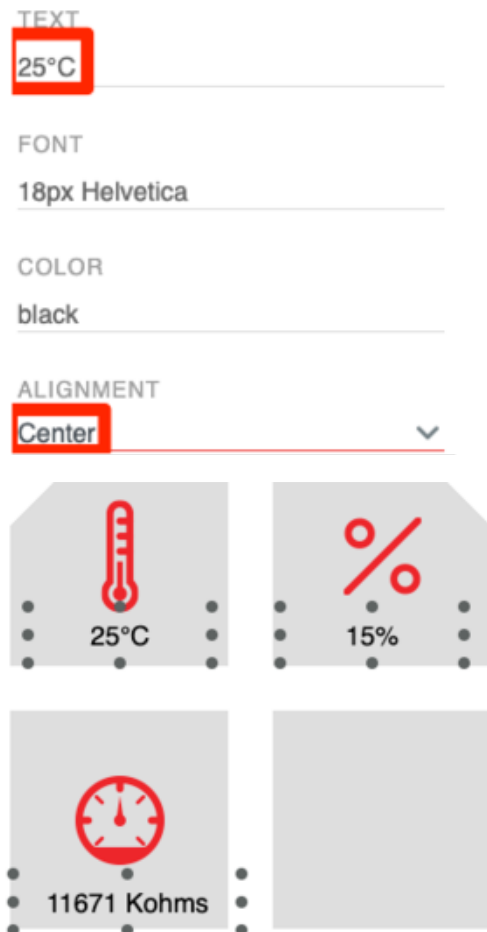 TEXT
25°C
FONT
18px Helvetica
COLOR
black
ALIGNMENT
Center
25°C
15%
11671 Kohms